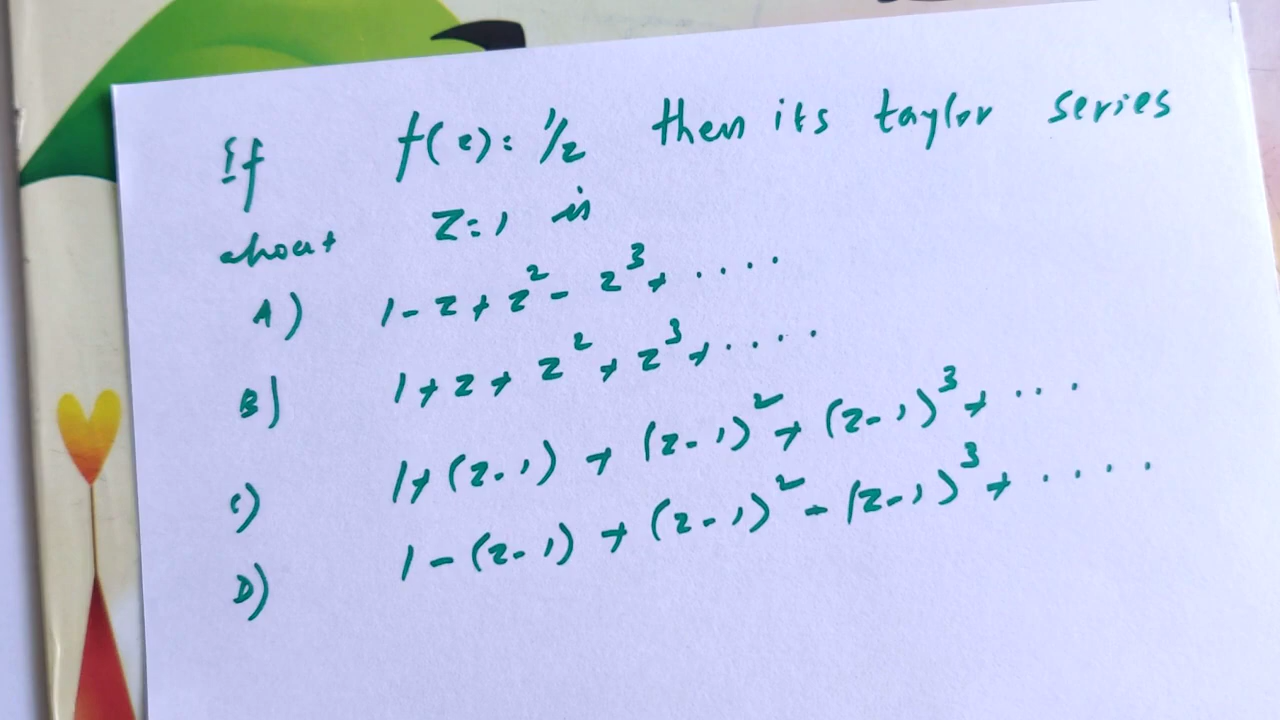 If f(z): 1/z then its taylor series
about z=1 is
A) 1 - z + z² - z³ + ....
B) 1 + z + z² + z³ + ....
C) 1 + (z-1) + (z-1)² + (z-1)³ + ...
D) 1 - (z-1) + (z-1)² - (z-1)³ + ....